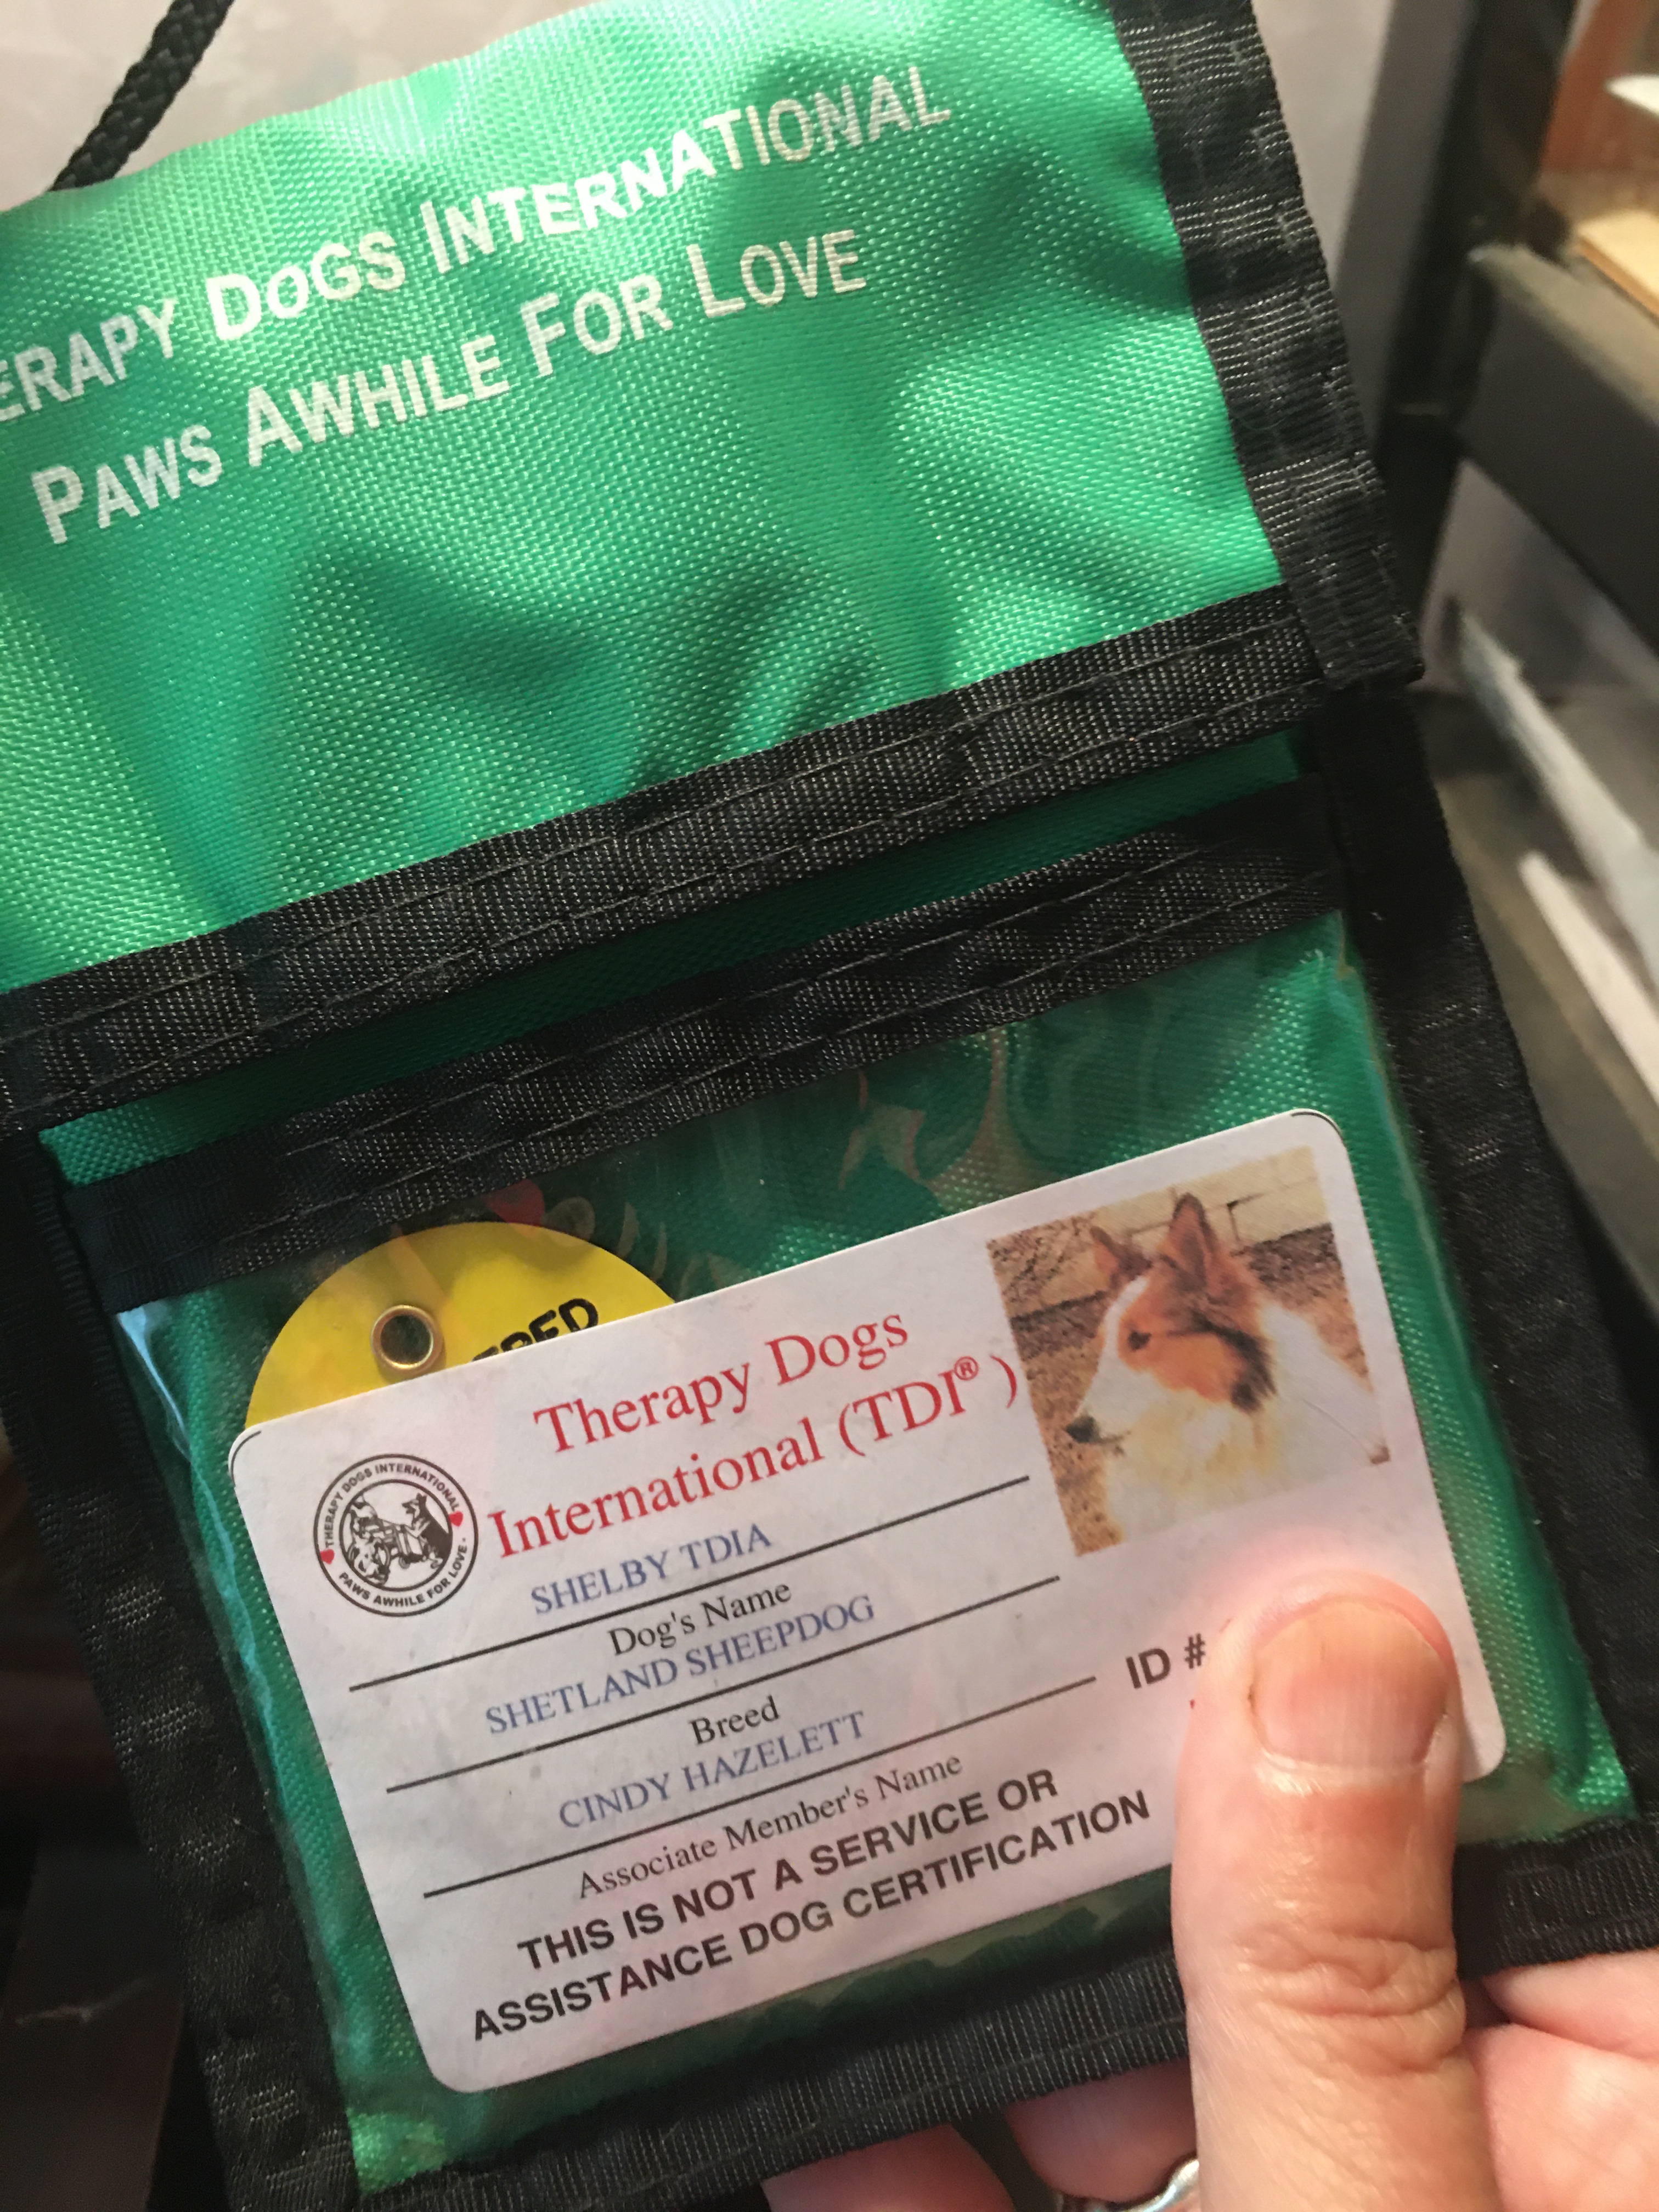 ERAPY DOGS INTERNATIONAL
PAWS AWHILE FOR LOVE
Therapy Dogs
International (TDI® )
THERAPY DOGS INTERNATIONAL
PAWS AWHILE FOR LOVE
SHELBY TDIA
Dog's Name
SHETLAND SHEEPDOG
Breed
CINDY HAZELETT
Associate Member's Name
ID #
THIS IS NOT A SERVICE OR
ASSISTANCE DOG CERTIFICATION